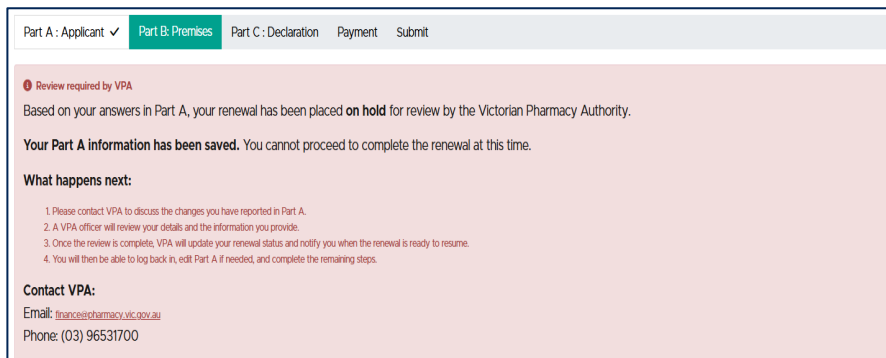 Part A : Applicant ✓ Part B: Premises Part C : Declaration Payment Submit
Review required by VPA
Based on your answers in Part A, your renewal has been placed on hold for review by the Victorian Pharmacy Authority.
Your Part A information has been saved. You cannot proceed to complete the renewal at this time.
What happens next:
1. Please contact VPA to discuss the changes you have reported in Part A.
2. A VPA officer will review your details and the information you provide.
3. Once the review is complete, VPA will update your renewal status and notify you when the renewal is ready to resume.
4. You will then be able to log back in, edit Part A if needed, and complete the remaining steps.
Contact VPA:
Email: finance@pharmacy.vic.gov.au
Phone: (03) 96531700